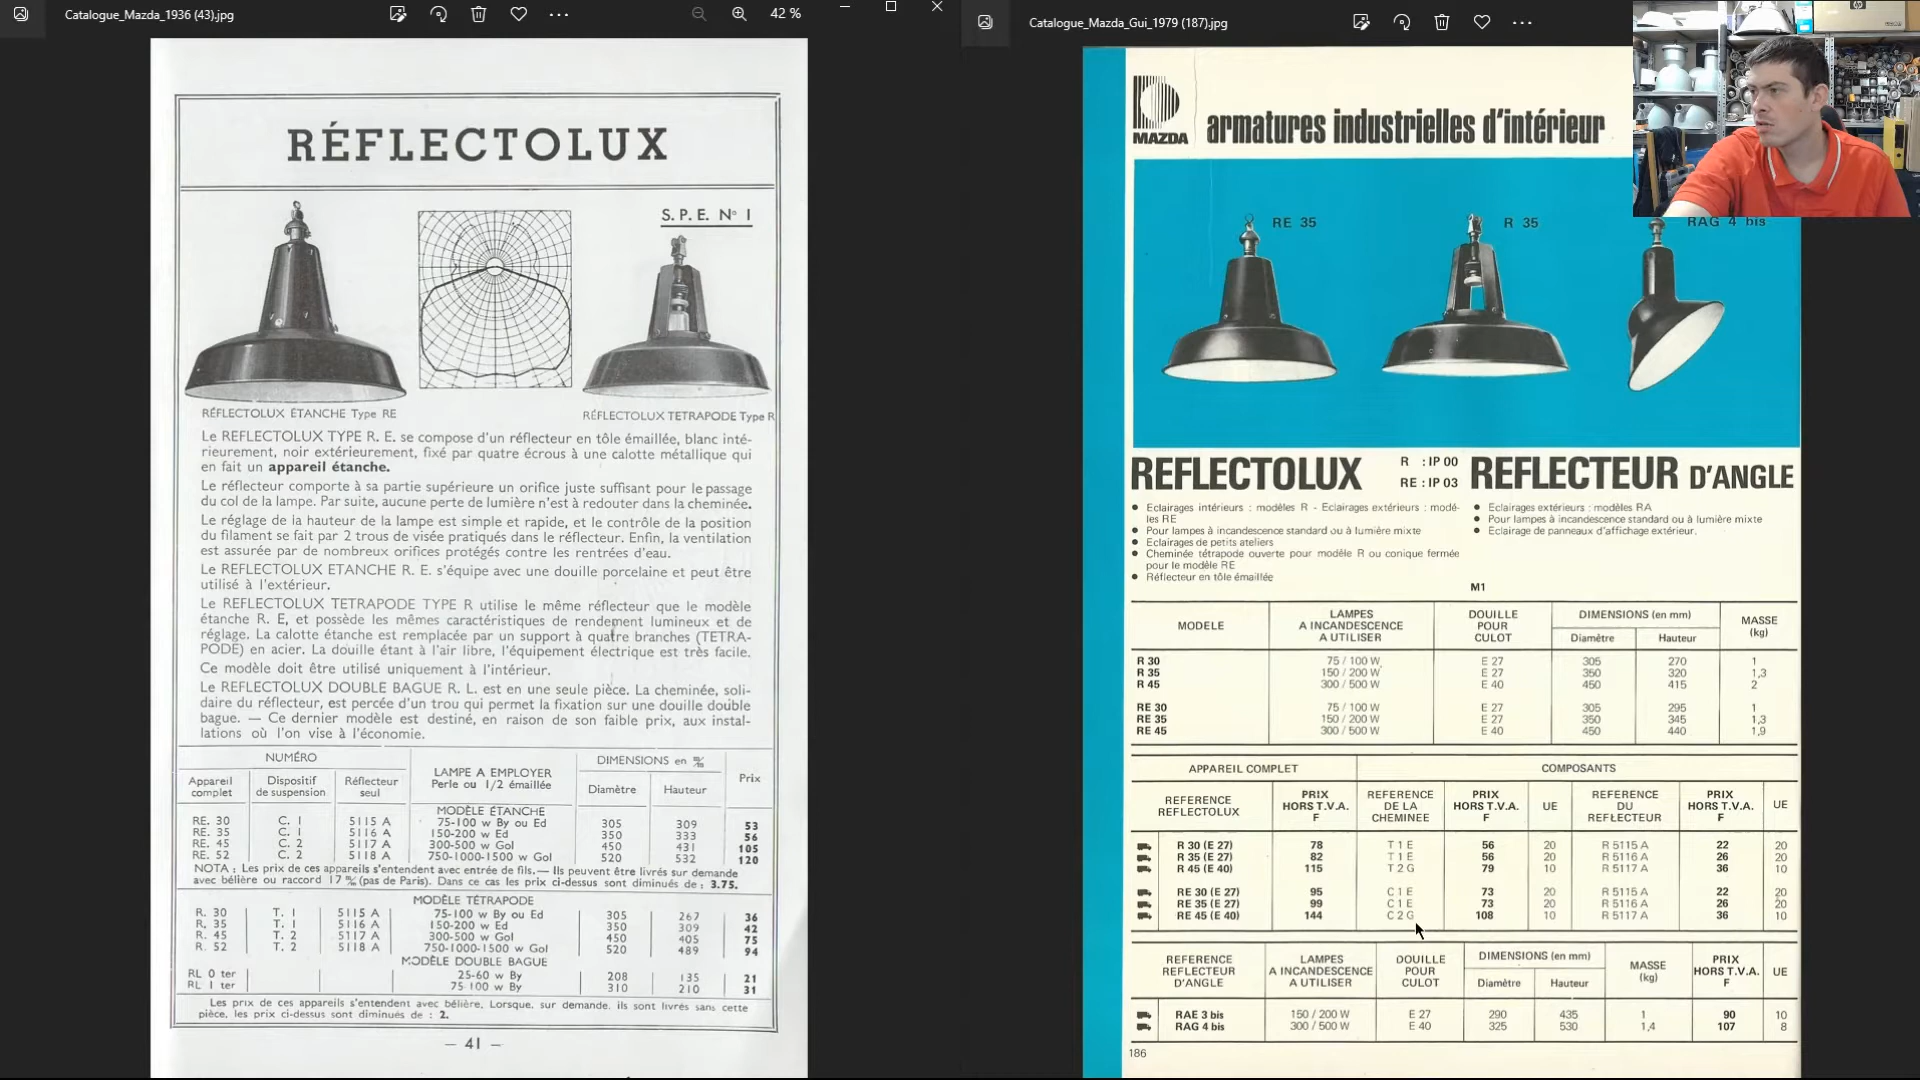 Catalogue_Mazda_1936 (43).jpg
42 %
RÉFLECTOLUX
S.P.E. N° 1
RÉFLECTOLUX ÉTANCHE Type RE
RÉFLECTOLUX TETRAPODE Type R
Le REFLECTOLUX TYPE R. E. se compose d'un réflecteur en tôle émaillée, blanc inté-
rieurement, noir extérieurement, fixé par quatre écrous à une calotte métallique qui
en fait un appareil étanche.
Le réflecteur comporte à sa partie supérieure un orifice juste suffisant pour le passage
du col de la lampe. Par suite, aucune perte de lumière n'est à redouter dans la cheminée.
Le réglage de la hauteur de la lampe est simple et rapide, et le contrôle de la position
du filament se fait par 2 trous de visée pratiqués dans le réflecteur. Enfin, la ventilation
est assurée par de nombreux orifices protégés contre les rentrées d'eau.
Le REFLECTOLUX ETANCHE R. E. s'équipe avec une douille porcelaine et peut être
utilisé à l'extérieur.
Le REFLECTOLUX TETRAPODE TYPE R utilise le même réflecteur que le modèle
étanche R. E, et possède les mêmes caractéristiques de rendement lumineux et de
réglage. La calotte étanche est remplacée par un support à quatre branches (TETRA-
PODE) en acier. La douille étant à l'air libre, l'équipement électrique est très facile.
Ce modèle doit être utilisé uniquement à l'intérieur.
Le REFLECTOLUX DOUBLE BAGUE R. L. est en une seule pièce. La cheminée, soli-
daire du réflecteur, est percée d'un trou qui permet la fixation sur une douille double
bague. — Ce dernier modèle est destiné, en raison de son faible prix, aux instal-
lations où l'on vise à l'économie.
NUMÉRO
LAMPE A EMPLOYER
Perle ou 1/2 émaillée
DIMENSIONS en m/m
Prix
Appareil complet
Dispositif de suspension
Réflecteur seul
Diamètre
Hauteur
MODÈLE ÉTANCHE
RE. 30 C. 1 5115 A 75-100 w By ou Ed 305 309 53
RE. 35 C. 1 5116 A 150-200 w Ed 350 333 56
RE. 45 C. 2 5117 A 300-500 w Gol 450 431 105
RE. 52 C. 2 5118 A 750-1000-1500 w Gol 520 532 120
NOTA : Les prix de ces appareils s'entendent avec entrée de fils. — Ils peuvent être livrés sur demande
avec bélière ou raccord 17 m/m (pas de Paris). Dans ce cas les prix ci-dessus sont diminués de : 3.75.
MODÈLE TÉTRAPODE
R. 30 T. 1 5115 A 75-100 w By ou Ed 305 267 36
R. 35 T. 1 5116 A 150-200 w Ed 350 309 42
R. 45 T. 2 5117 A 300-500 w Gol 450 405 75
R. 52 T. 2 5118 A 750-1000-1500 w Gol 520 489 94
MODÈLE DOUBLE BAGUE
RL 0 ter 25-60 w By 208 135 21
RL 1 ter 75-100 w By 310 210 31
Les prix de ces appareils s'entendent avec bélière. Lorsque, sur demande, ils sont livrés sans cette
pièce, les prix ci-dessus sont diminués de : 2.
— 41 —
Catalogue_Mazda_Gui_1979 (187).jpg
MAZDA
armatures industrielles d'intérieur
RE 35
R 35
RAG 4 bis
REFLECTOLUX
R : IP 00
RE : IP 03
REFLECTEUR D'ANGLE
• Eclairages intérieurs : modèles R - Eclairages extérieurs : modè-
les RE
• Pour lampes à incandescence standard ou à lumière mixte
• Eclairages de petits ateliers
• Cheminée tétrapode ouverte pour modèle R ou conique fermée
pour le modèle RE
• Réflecteur en tôle émaillée
• Eclairages extérieurs : modèles RA
• Pour lampes à incandescence standard ou à lumière mixte
• Eclairage de panneaux d'affichage extérieur.
M1
MODELE
LAMPES A INCANDESCENCE A UTILISER
DOUILLE POUR CULOT
DIMENSIONS (en mm)
MASSE (kg)
Diamètre
Hauteur
R 30 75 / 100 W E 27 305 270 1
R 35 150 / 200 W E 27 350 320 1,3
R 45 300 / 500 W E 40 450 415 2
RE 30 75 / 100 W E 27 305 295 1
RE 35 150 / 200 W E 27 350 345 1,3
RE 45 300 / 500 W E 40 450 440 1,9
APPAREIL COMPLET
COMPOSANTS
REFERENCE REFLECTOLUX
PRIX HORS T.V.A. F
REFERENCE DE LA CHEMINEE
PRIX HORS T.V.A. F
UE
REFERENCE DU REFLECTEUR
PRIX HORS T.V.A. F
UE
R 30 (E 27) 78 T 1 E 56 20 R 5115 A 22 20
R 35 (E 27) 82 T 1 E 56 20 R 5116 A 26 20
R 45 (E 40) 115 T 2 G 79 10 R 5117 A 36 10
RE 30 (E 27) 95 C 1 E 73 20 R 5115 A 22 20
RE 35 (E 27) 99 C 1 E 73 20 R 5116 A 26 20
RE 45 (E 40) 144 C 2 G 108 10 R 5117 A 36 10
REFERENCE REFLECTEUR D'ANGLE
LAMPES A INCANDESCENCE A UTILISER
DOUILLE POUR CULOT
DIMENSIONS (en mm)
MASSE (kg)
PRIX HORS T.V.A. F
UE
Diamètre
Hauteur
RAE 3 bis 150 / 200 W E 27 290 435 1 90 10
RAG 4 bis 300 / 500 W E 40 325 530 1,4 107 8
186